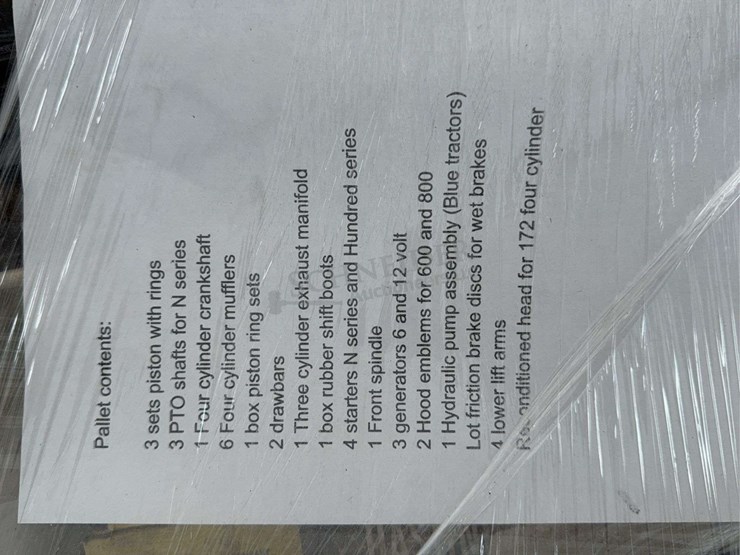 Pallet contents:
3 sets piston with rings
3 PTO shafts for N series
1 Four cylinder crankshaft
6 Four cylinder mufflers
1 box piston ring sets
2 drawbars
1 Three cylinder exhaust manifold
1 box rubber shift boots
4 starters N series and Hundred series
1 Front spindle
3 generators 6 and 12 volt
2 Hood emblems for 600 and 800
1 Hydraulic pump assembly (Blue tractors)
Lot friction brake discs for wet brakes
4 lower lift arms
Reconditioned head for 172 four cylinder